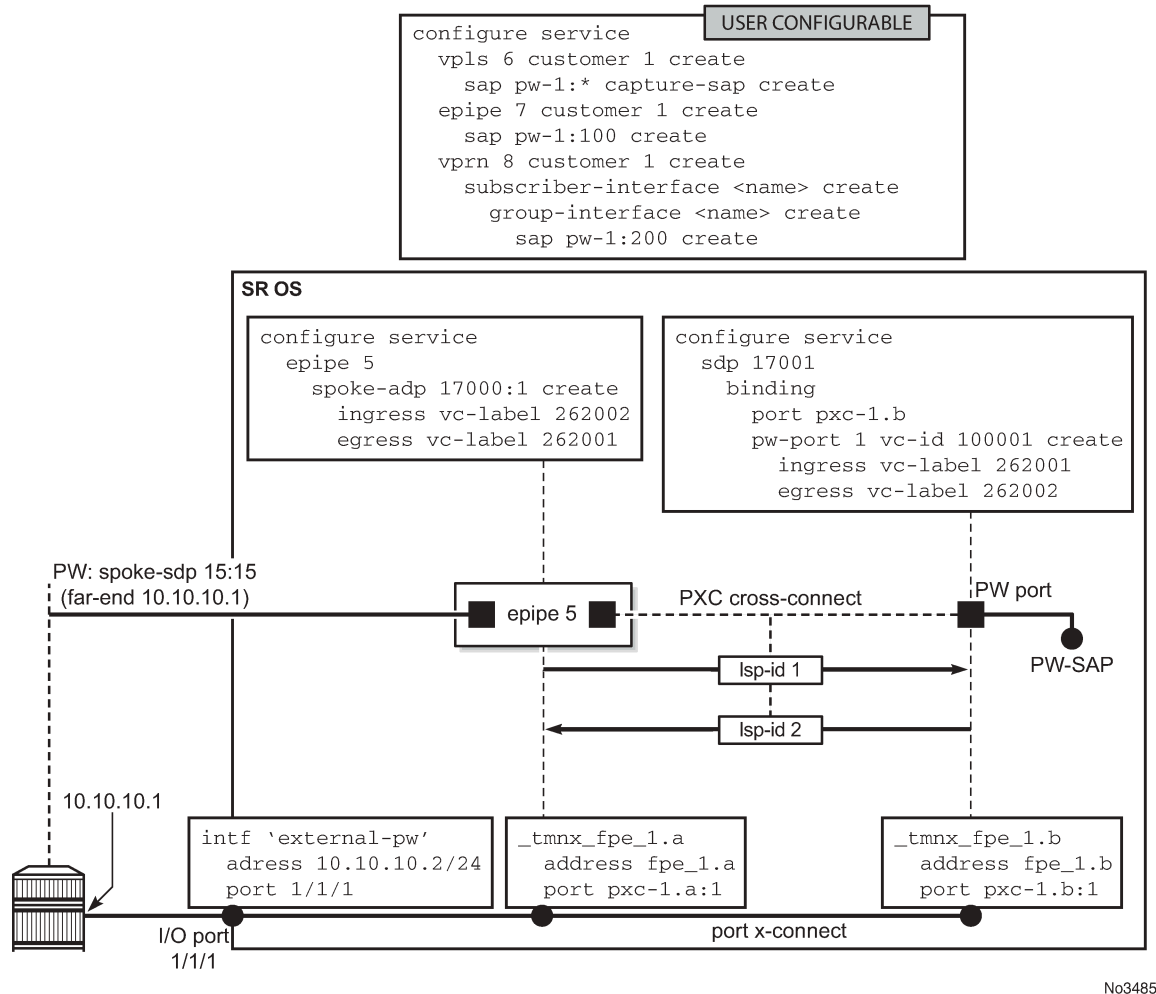 USER CONFIGURABLE
configure service
vpls 6 customer 1 create
sap pw-1:* capture-sap create
epipe 7 customer 1 create
sap pw-1:100 create
vprn 8 customer 1 create
subscriber-interface <name> create
group-interface <name> create
sap pw-1:200 create
SR OS
configure service
epipe 5
spoke-adp 17000:1 create
ingress vc-label 262002
egress vc-label 262001
configure service
sdp 17001
binding
port pxc-1.b
pw-port 1 vc-id 100001 create
ingress vc-label 262001
egress vc-label 262002
PW: spoke-sdp 15:15
(far-end 10.10.10.1)
epipe 5
PXC cross-connect
PW port
PW-SAP
lsp-id 1
lsp-id 2
10.10.10.1
intf ‘external-pw’
adress 10.10.10.2/24
port 1/1/1
_tmnx_fpe_1.a
address fpe_1.a
port pxc-1.a:1
_tmnx_fpe_1.b
address fpe_1.b
port pxc-1.b:1
I/O port
1/1/1
port x-connect
No3485